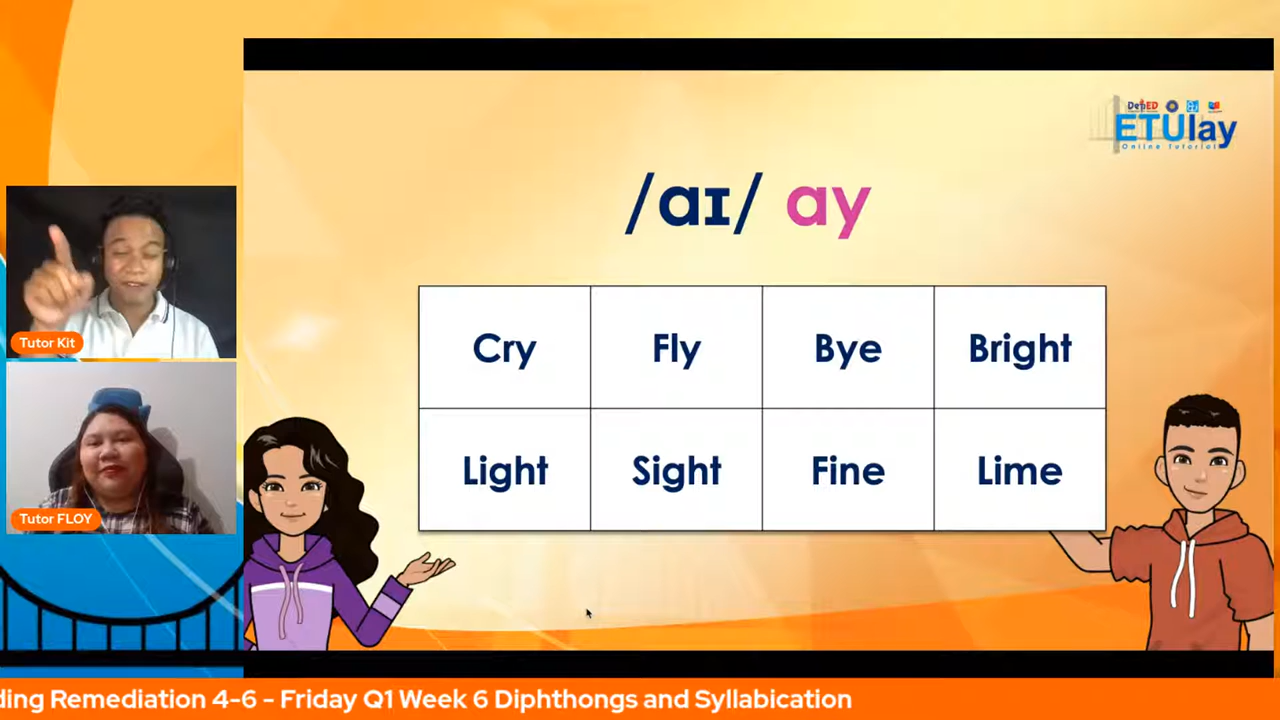 DepED
ETUlay
Online Tutorial
/aɪ/ ay
Cry Fly Bye Bright
Light Sight Fine Lime
Tutor Kit
Tutor FLOY
ding Remediation 4-6 - Friday Q1 Week 6 Diphthongs and Syllabication